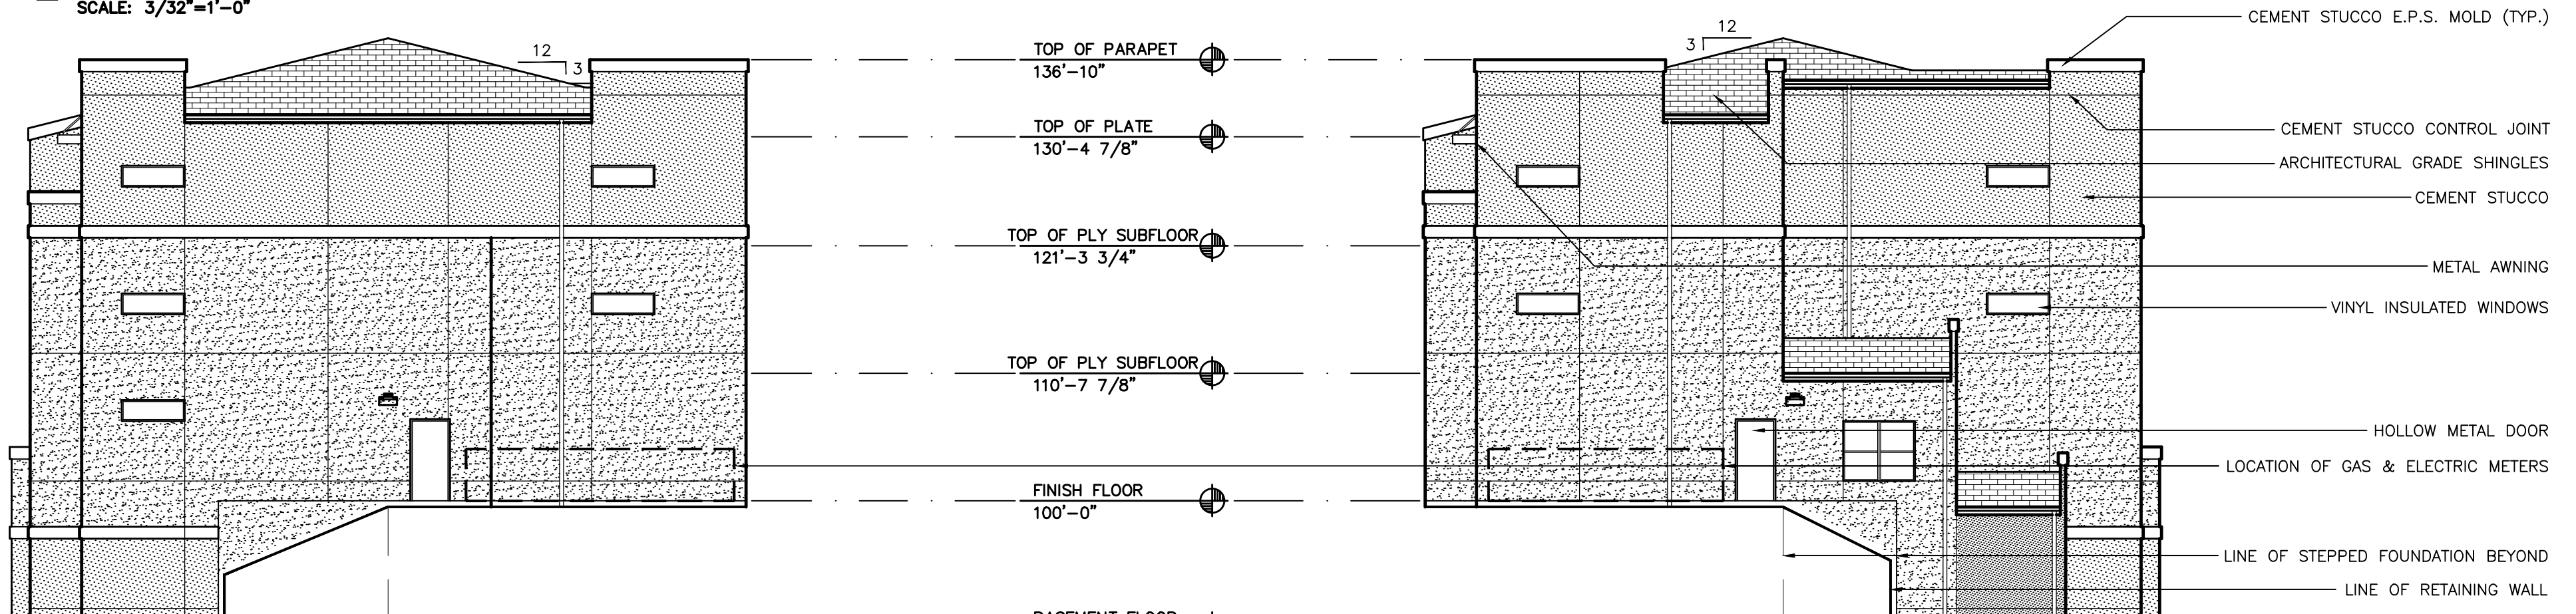 SCALE: 3/32"=1'-0"
12
3
TOP OF PARAPET
136'-10"
TOP OF PLATE
130'-4 7/8"
TOP OF PLY SUBFLOOR
121'-3 3/4"
TOP OF PLY SUBFLOOR
110'-7 7/8"
FINISH FLOOR
100'-0"
BASEMENT FLOOR
12
3
CEMENT STUCCO E.P.S. MOLD (TYP.)
CEMENT STUCCO CONTROL JOINT
ARCHITECTURAL GRADE SHINGLES
CEMENT STUCCO
METAL AWNING
VINYL INSULATED WINDOWS
HOLLOW METAL DOOR
LOCATION OF GAS & ELECTRIC METERS
LINE OF STEPPED FOUNDATION BEYOND
LINE OF RETAINING WALL